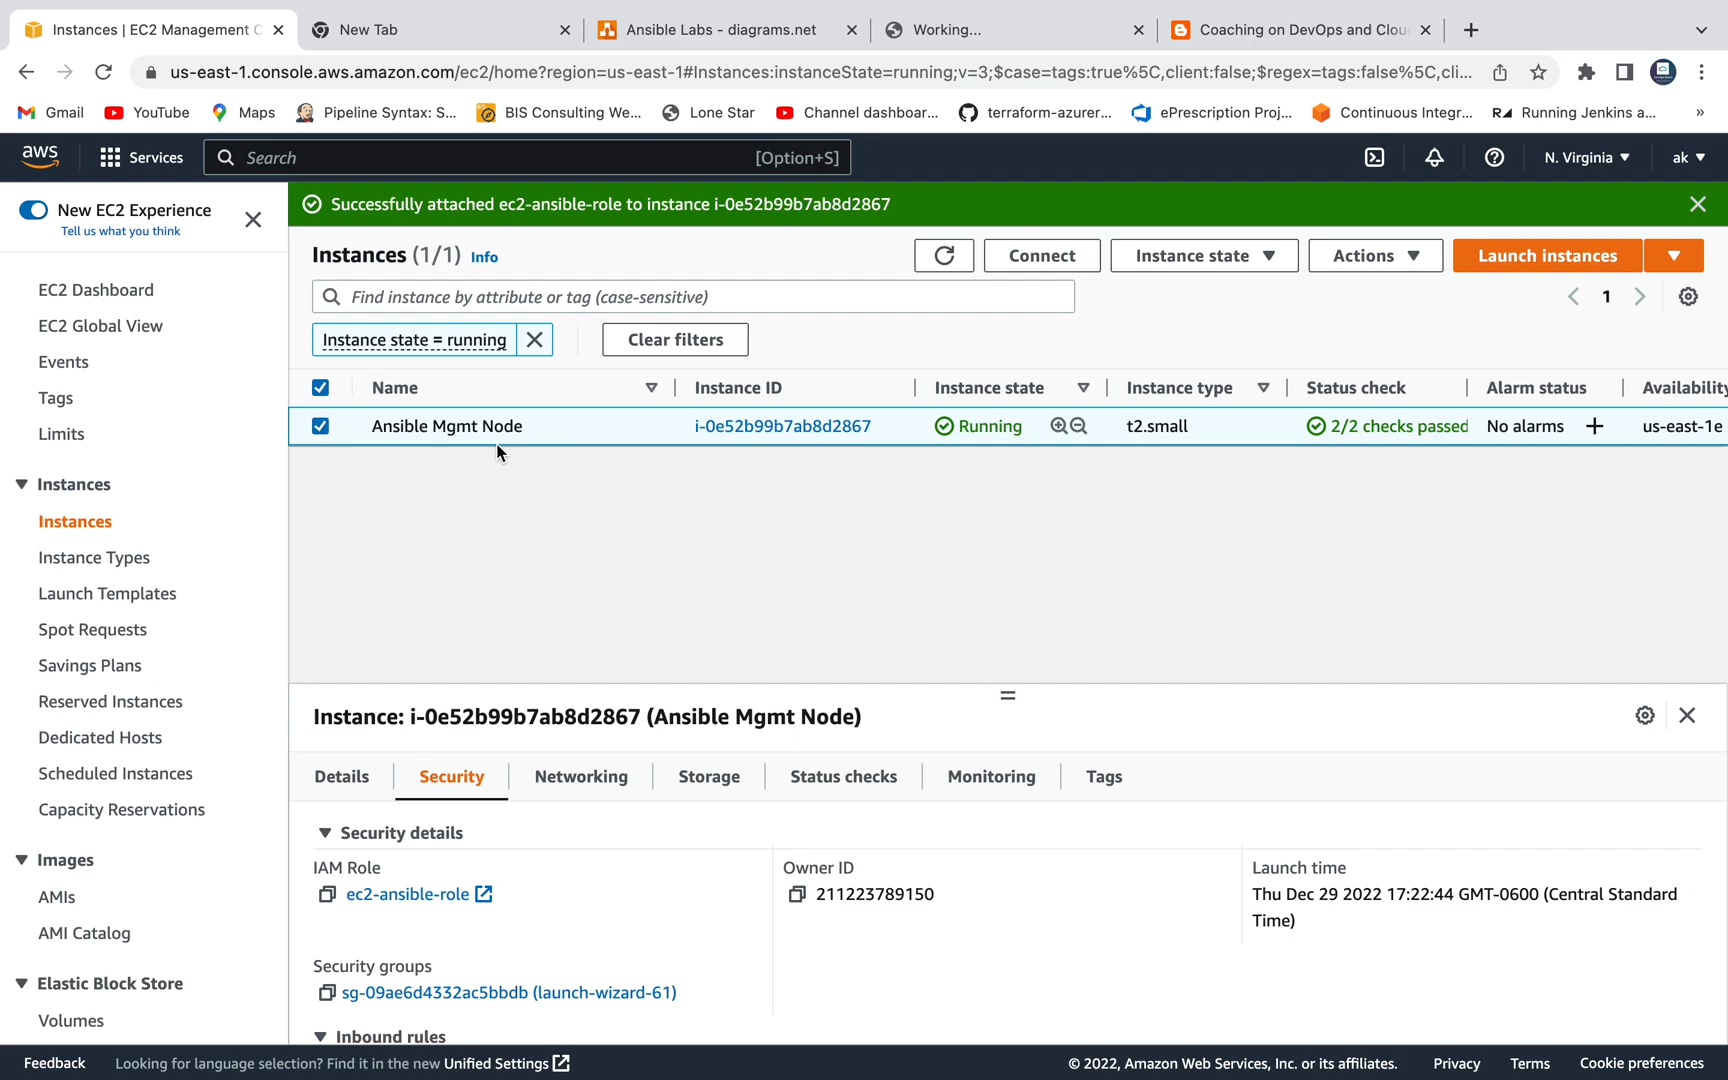 Instances | EC2 Management C
New Tab
Ansible Labs - diagrams.net
Working...
Coaching on DevOps and Clou
us-east-1.console.aws.amazon.com/ec2/home?region=us-east-1#Instances:instanceState=running;v=3;$case=tags:true%5C,client:false;$regex=tags:false%5C,cli...
Gmail
YouTube
Maps
Pipeline Syntax: S...
BIS Consulting We...
Lone Star
Channel dashboar...
terraform-azurer...
ePrescription Proj...
Continuous Integr...
Running Jenkins a...
»
aws
Services
Search
[Option+S]
N. Virginia
ak
New EC2 Experience
Tell us what you think
Successfully attached ec2-ansible-role to instance i-0e52b99b7ab8d2867
Instances (1/1) Info
Connect
Instance state
Actions
Launch instances
Find instance by attribute or tag (case-sensitive)
1
Instance state = running
Clear filters
Name
Instance ID
Instance state
Instance type
Status check
Alarm status
Availability
Ansible Mgmt Node
i-0e52b99b7ab8d2867
Running
t2.small
2/2 checks passed
No alarms
us-east-1e
EC2 Dashboard
EC2 Global View
Events
Tags
Limits
Instances
Instances
Instance Types
Launch Templates
Spot Requests
Savings Plans
Reserved Instances
Dedicated Hosts
Scheduled Instances
Capacity Reservations
Images
AMIs
AMI Catalog
Elastic Block Store
Volumes
Instance: i-0e52b99b7ab8d2867 (Ansible Mgmt Node)
Details
Security
Networking
Storage
Status checks
Monitoring
Tags
Security details
IAM Role
ec2-ansible-role
Owner ID
211223789150
Launch time
Thu Dec 29 2022 17:22:44 GMT-0600 (Central Standard
Time)
Security groups
sg-09ae6d4332ac5bbdb (launch-wizard-61)
Inbound rules
Feedback
Looking for language selection? Find it in the new Unified Settings
© 2022, Amazon Web Services, Inc. or its affiliates.
Privacy
Terms
Cookie preferences